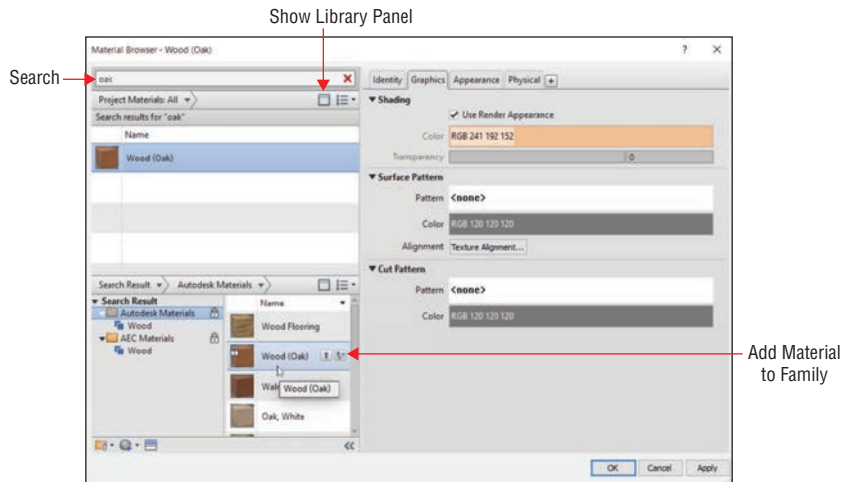 Show Library Panel
Material Browser - Wood (Oak)
? ×
Search
oak
Project Materials: All
Search results for "oak"
Name
Wood (Oak)
Search Result
Autodesk Materials
Search Result
Autodesk Materials
Wood
AEC Materials
Wood
Name
Wood Flooring
Wood (Oak)
Wood (Oak)
Oak, White
Identity Graphics Appearance Physical +
Shading
Use Render Appearance
Color RGB 241 192 152
Transparency 0
Surface Pattern
Pattern <none>
Color RGB 120 120 120
Alignment Texture Alignment...
Cut Pattern
Pattern <none>
Color RGB 120 120 120
Add Material
to Family
OK Cancel Apply